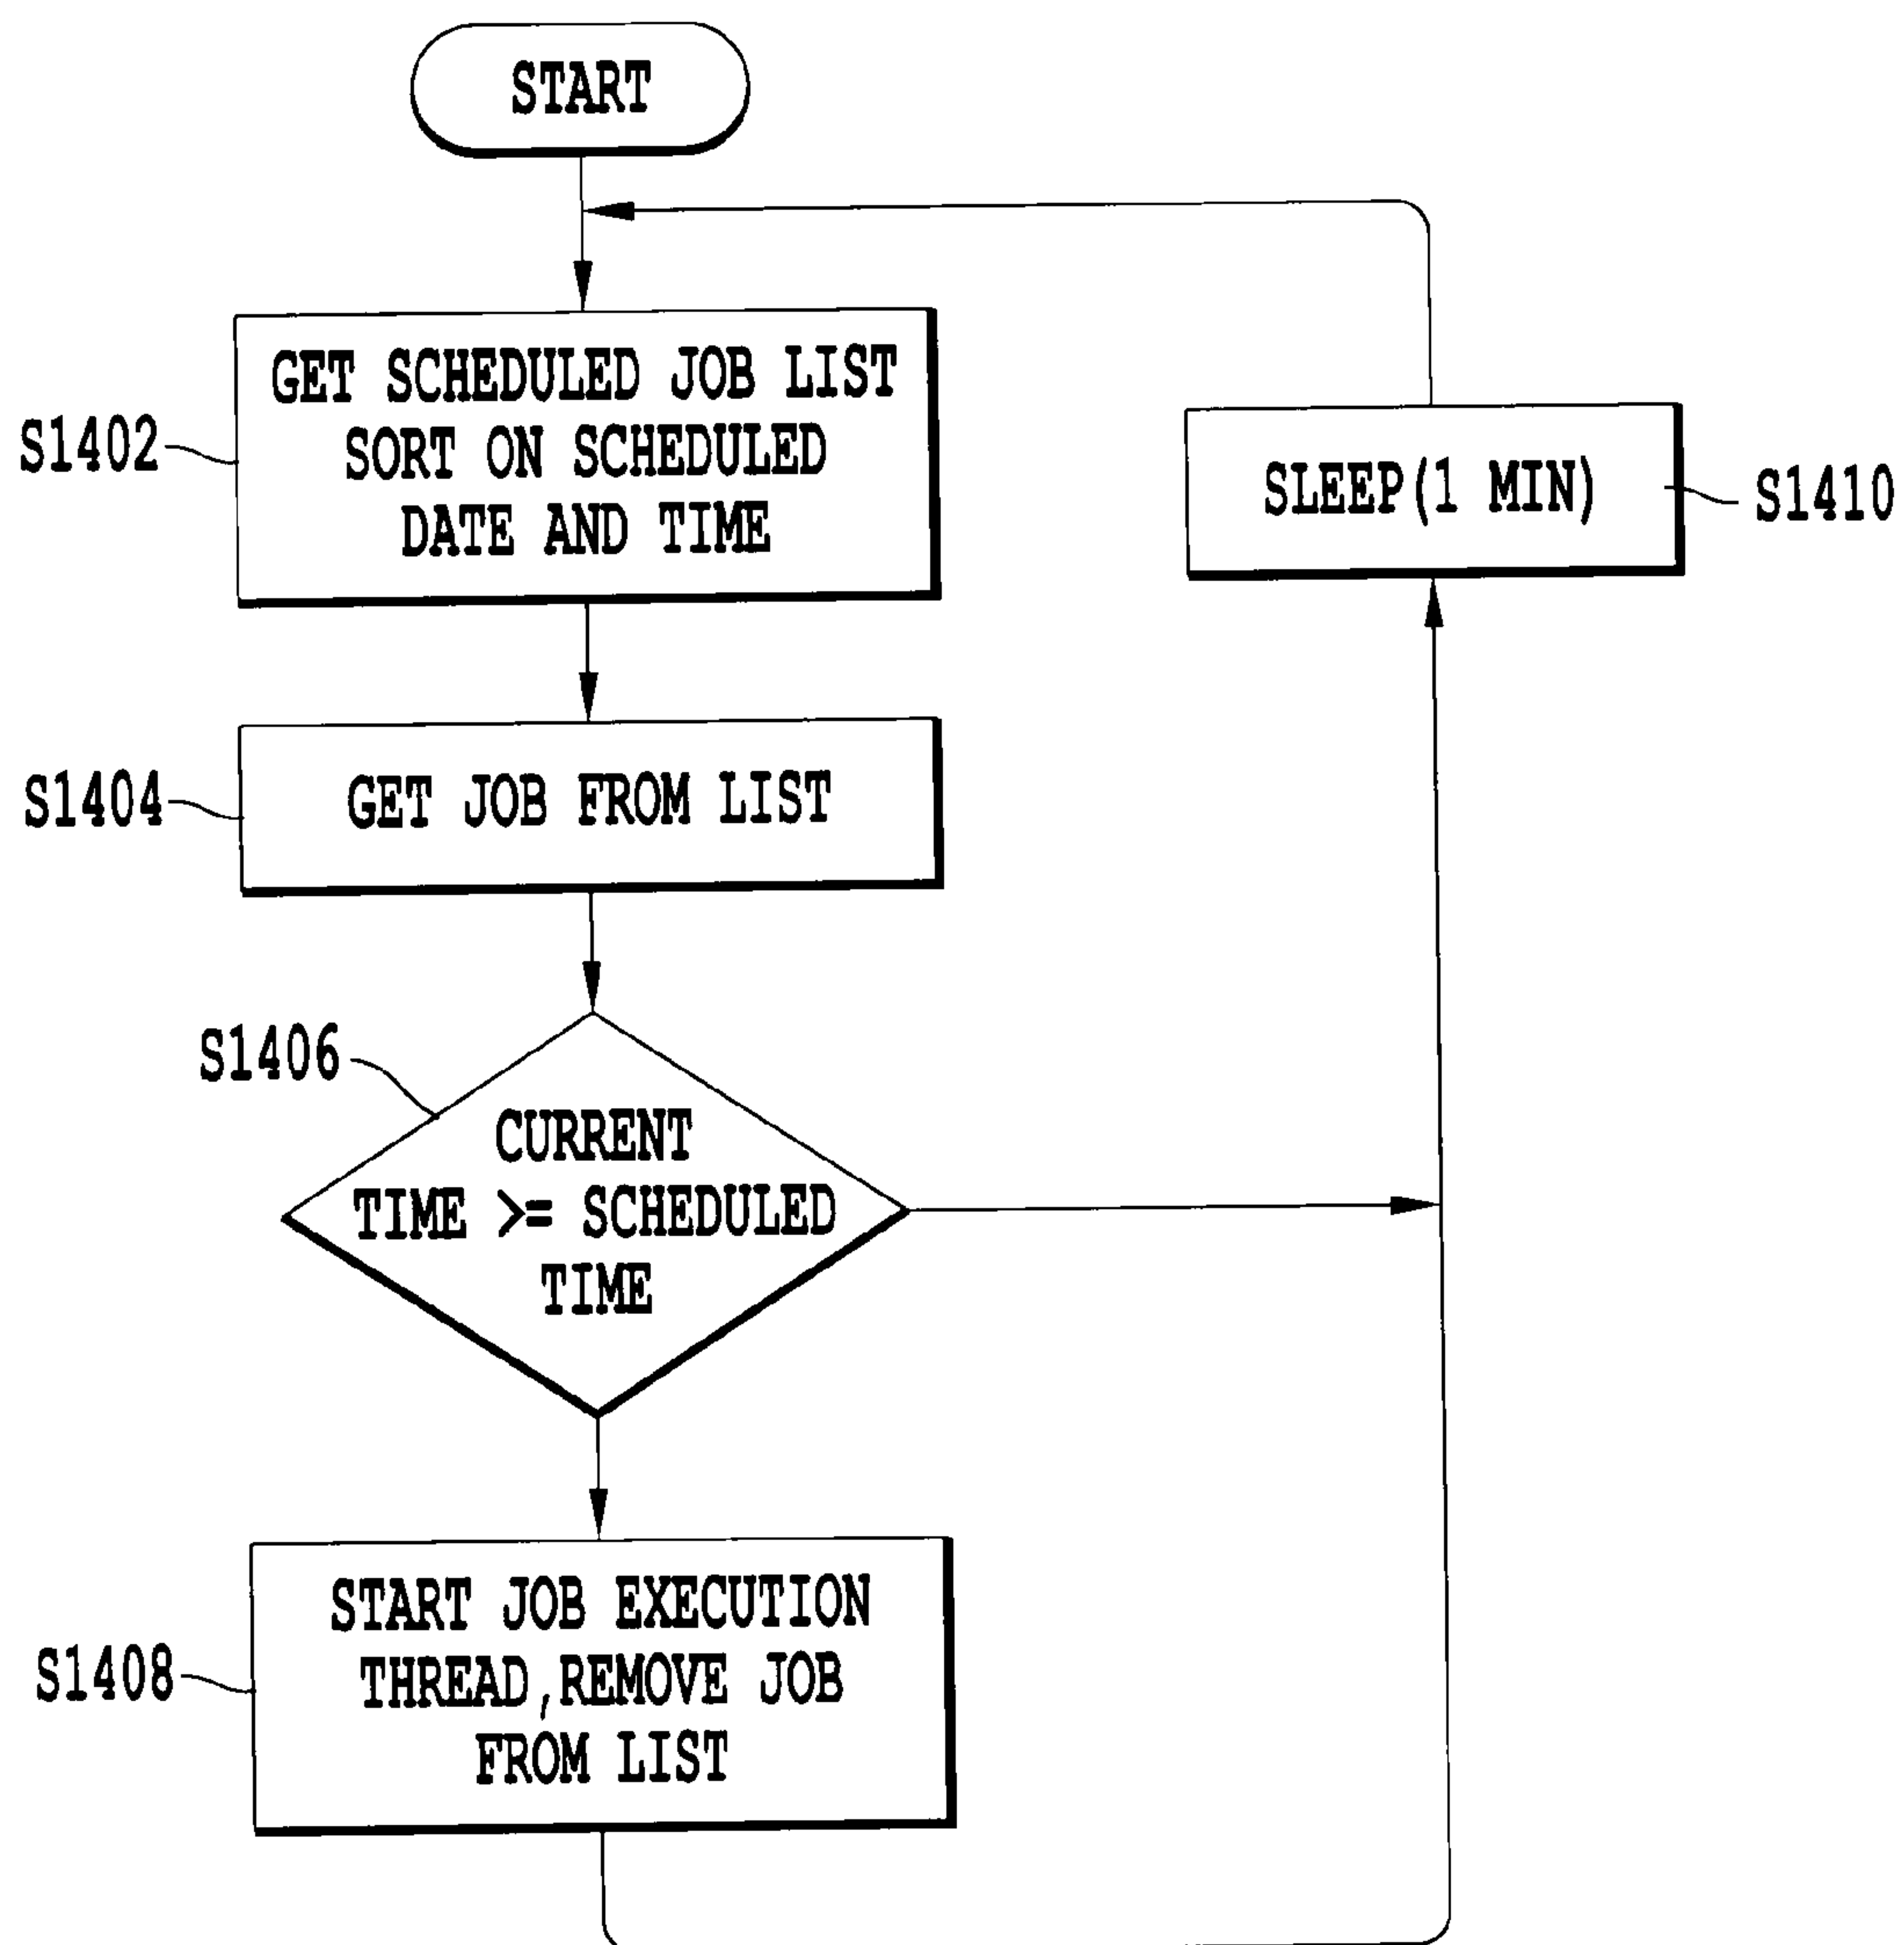 START
GET SCHEDULED JOB LIST
SORT ON SCHEDULED
DATE AND TIME
S1402
SLEEP(1 MIN)
S1410
GET JOB FROM LIST
S1404
S1406
CURRENT
TIME >= SCHEDULED
TIME
START JOB EXECUTION
THREAD,REMOVE JOB
FROM LIST
S1408